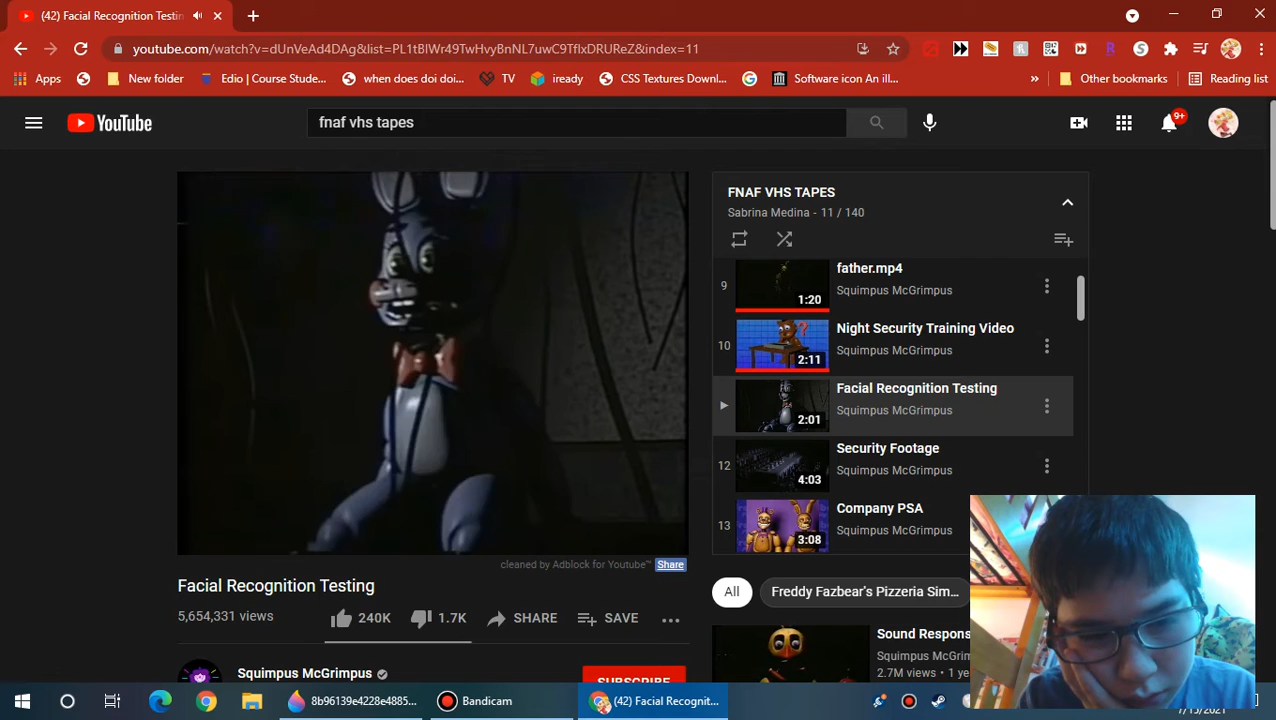 (42) Facial Recognition Testin
youtube.com/watch?v=dUnVeAd4DAg&list=PL1tBIWr49TwHvyBnNL7uwC9TfIxDRUReZ&index=11
Apps
New folder
Edio | Course Stude...
when does doi doi...
TV
iready
CSS Textures Downl...
Software icon An ill...
»
Other bookmarks
Reading list
YouTube
fnaf vhs tapes
9+
FNAF VHS TAPES
Sabrina Medina - 11 / 140
9
father.mp4
Squimpus McGrimpus
1:20
10
Night Security Training Video
Squimpus McGrimpus
2:11
Facial Recognition Testing
Squimpus McGrimpus
2:01
12
Security Footage
Squimpus McGrimpus
4:03
13
Company PSA
Squimpus McGrimpus
3:08
cleaned by Adblock for Youtube™ Share
Facial Recognition Testing
5,654,331 views
240K
1.7K
SHARE
SAVE
All
Freddy Fazbear's Pizzeria Sim...
Squimpus McGrimpus
SUBSCRIBE
Sound Respons
Squimpus McG
2.7M views • 1 ye
8b96139e4228e4885...
Bandicam
(42) Facial Recognit...
7/15/2021